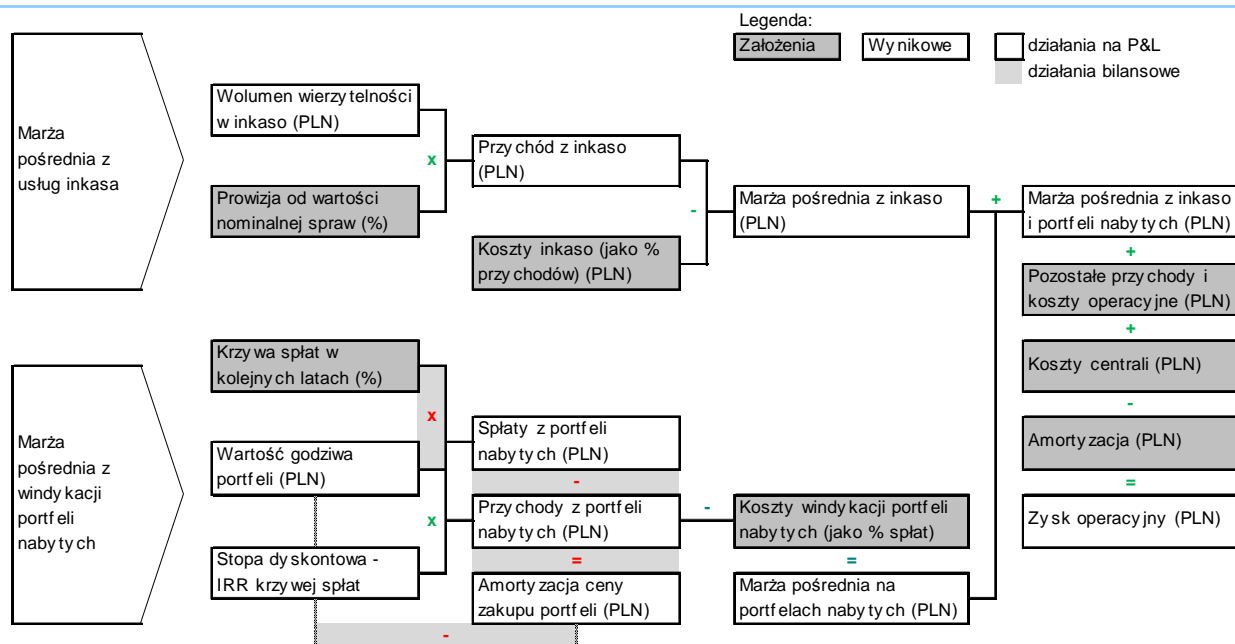 Legenda:
Założenia
Wynikowe
działania na P&L
działania bilansowe
Marża
pośrednia z
usług inkasa
Wolumen wierzytelności
w inkaso (PLN)
x
Prowizja od wartości
nominalnej spraw (%)
Przychód z inkaso
(PLN)
-
Koszty inkaso (jako %
przychodów) (PLN)
Marża pośrednia z inkaso
(PLN)
+
Marża pośrednia z inkaso
i portfeli nabytych (PLN)
+
Pozostałe przychody i
koszty operacyjne (PLN)
+
Koszty centrali (PLN)
-
Amortyzacja (PLN)
=
Zysk operacyjny (PLN)
Marża
pośrednia z
windykacji
portfeli
nabytych
Krzywa spłat w
kolejnych latach (%)
x
Wartość godziwa
portfeli (PLN)
x
Stopa dyskontowa -
IRR krzywej spłat
Spłaty z portfeli
nabytych (PLN)
-
Przychody z portfeli
nabytych (PLN)
=
Amortyzacja ceny
zakupu portfeli (PLN)
-
-
Koszty windykacji portfeli
nabytych (jako % spłat)
=
Marża pośrednia na
portfelach nabytych (PLN)